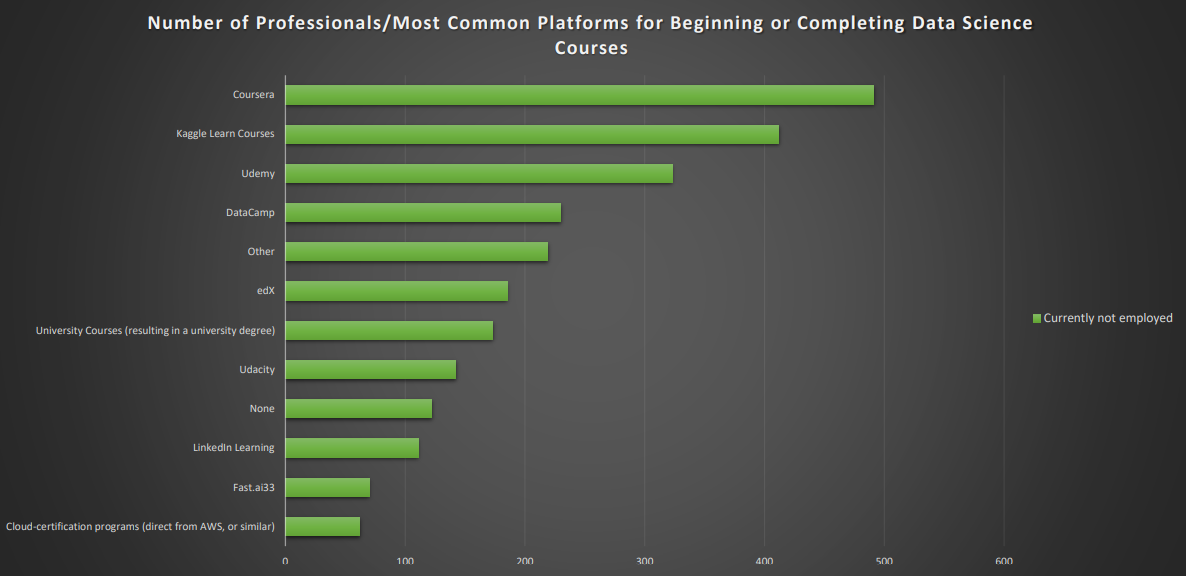 Number of Professionals/Most Common Platforms for Beginning or Completing Data Science
Courses
Coursera
Kaggle Learn Courses
Udemy
DataCamp
Other
edX
University Courses (resulting in a university degree)
Udacity
None
LinkedIn Learning
Fast.ai33
Cloud-certification programs (direct from AWS, or similar)
0 100 200 300 400 500 600
Currently not employed